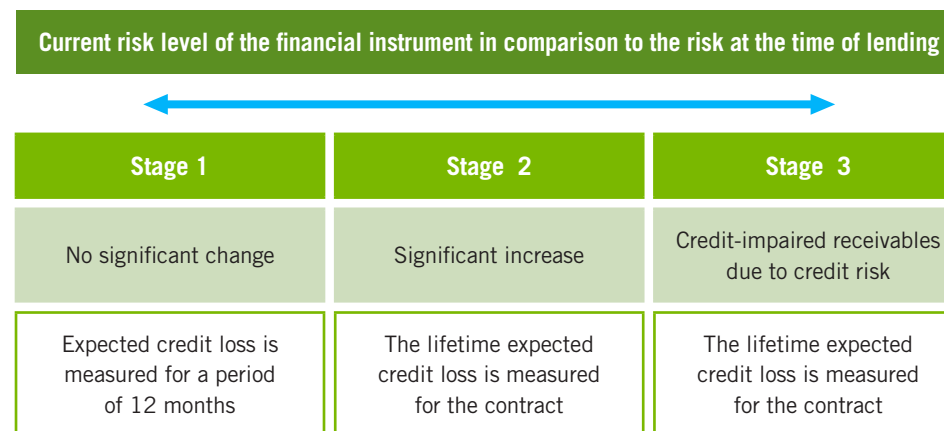 Current risk level of the financial instrument in comparison to the risk at the time of lending
Stage 1
Stage 2
Stage 3
No significant change
Significant increase
Credit-impaired receivables
due to credit risk
Expected credit loss is
measured for a period
of 12 months
The lifetime expected
credit loss is measured
for the contract
The lifetime expected
credit loss is measured
for the contract